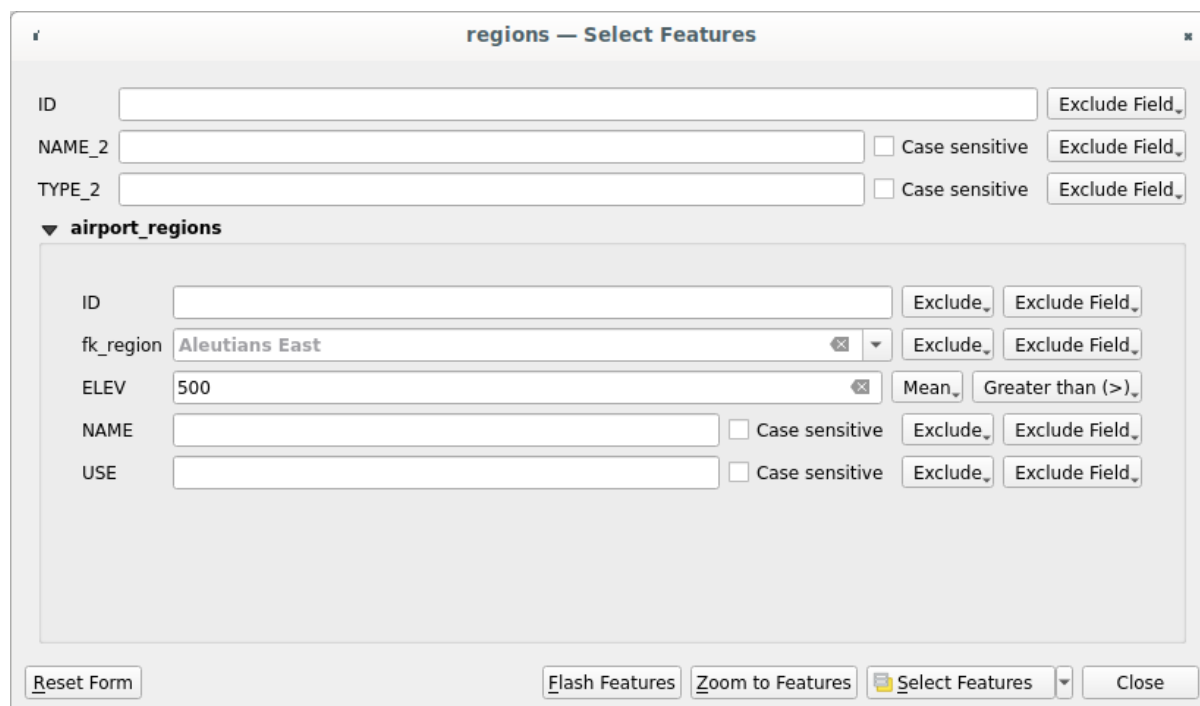 regions — Select Features
ID Exclude Field
NAME_2 Case sensitive Exclude Field
TYPE_2 Case sensitive Exclude Field
airport_regions
ID Exclude Exclude Field
fk_region Aleutians East Exclude Exclude Field
ELEV 500 Mean Greater than (>)
NAME Case sensitive Exclude Exclude Field
USE Case sensitive Exclude Exclude Field
Reset Form Flash Features Zoom to Features Select Features Close